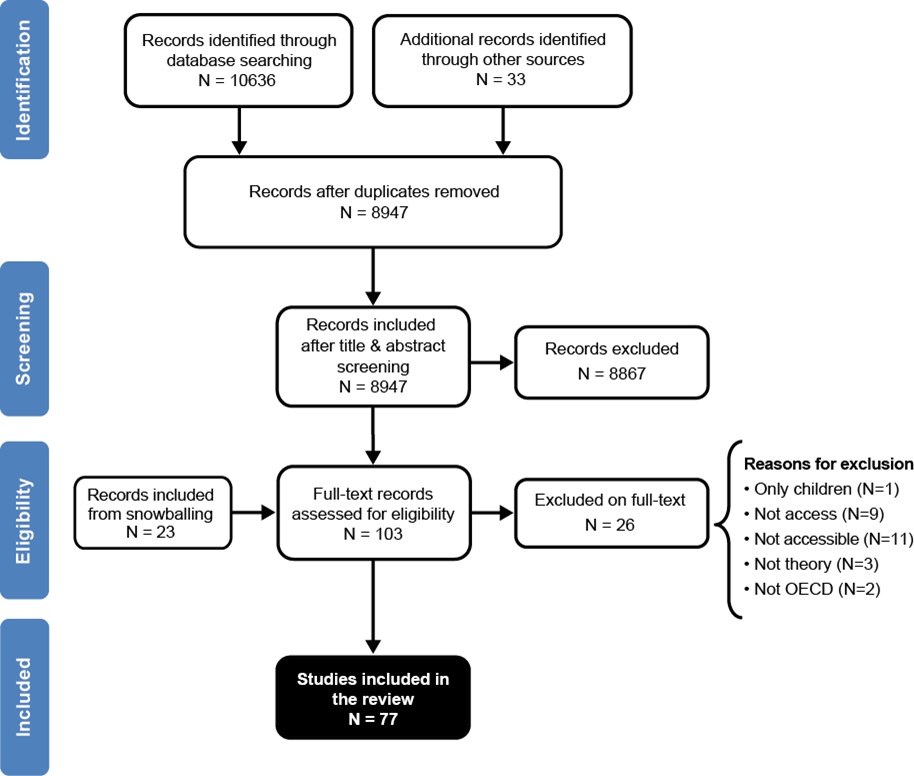 Identification
Records identified through
database searching
N = 10636
Additional records identified
through other sources
N = 33
Records after duplicates removed
N = 8947
Screening
Records included
after title & abstract
screening
N = 8947
Records excluded
N = 8867
Eligibility
Records included
from snowballing
N = 23
Full-text records
assessed for eligibility
N = 103
Excluded on full-text
N = 26
Reasons for exclusion
• Only children (N=1)
• Not access (N=9)
• Not accessible (N=11)
• Not theory (N=3)
• Not OECD (N=2)
Included
Studies included in
the review
N = 77